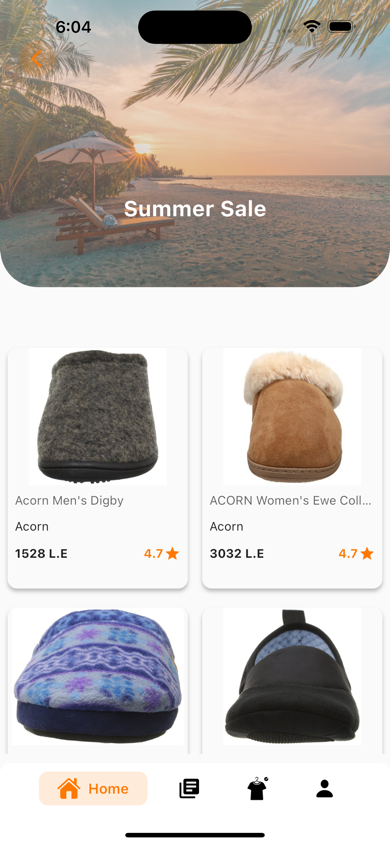 6:04
Summer Sale
Acorn Men's Digby
Acorn
1528 L.E
4.7
ACORN Women's Ewe Coll...
Acorn
3032 L.E
4.7
Home